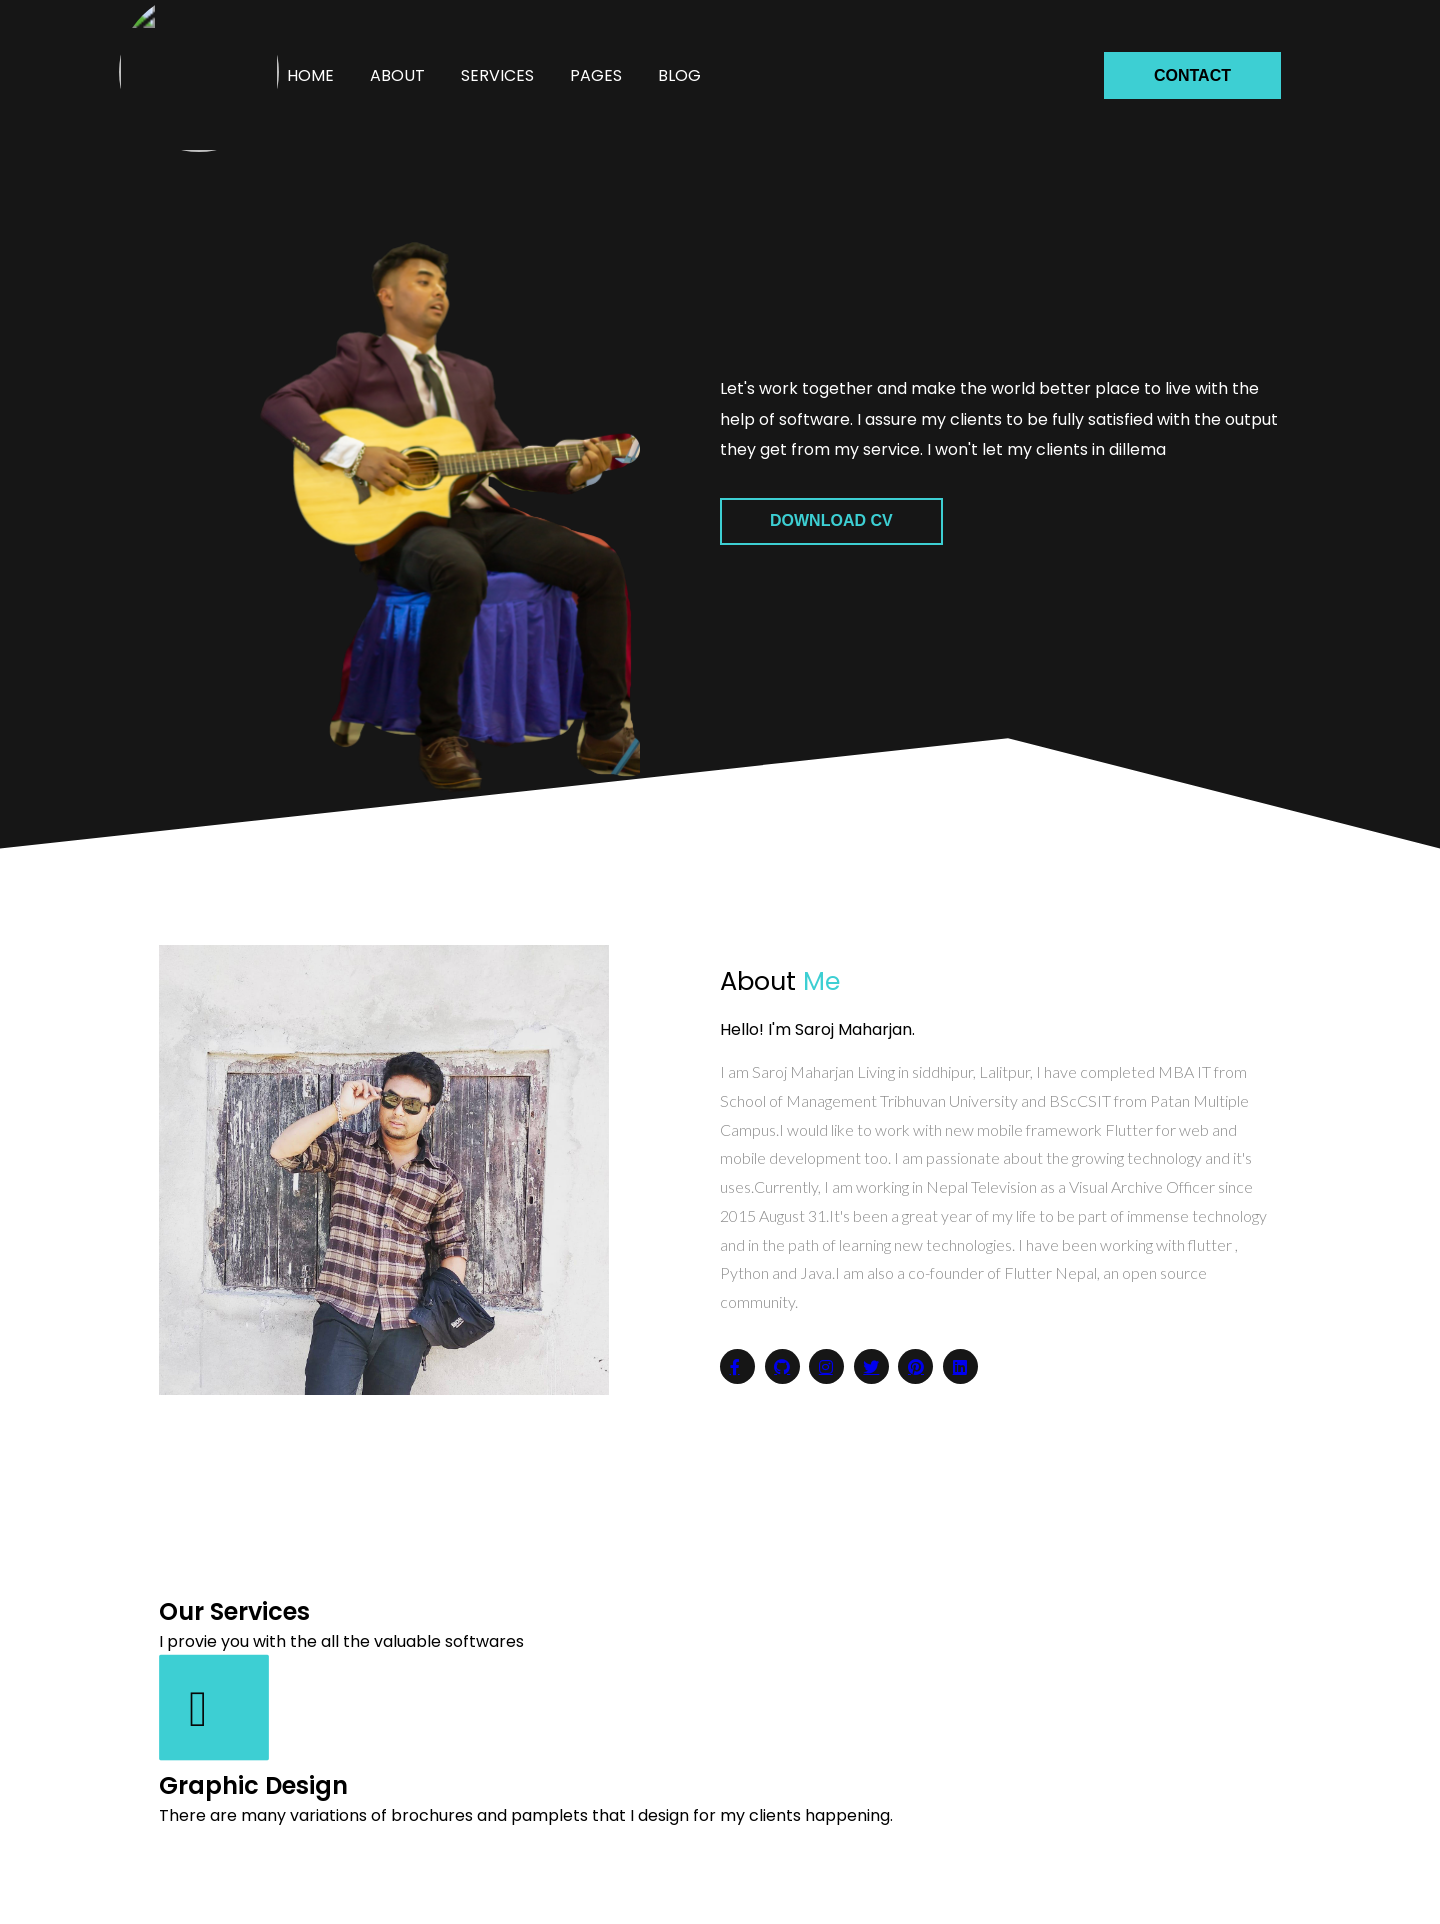 HOME ABOUT SERVICES PAGES BLOG CONTACT
Let's work together and make the world better place to live with the
help of software. I assure my clients to be fully satisfied with the output
they get from my service. I won't let my clients in dillema
DOWNLOAD CV
About Me
Hello! I'm Saroj Maharjan.
I am Saroj Maharjan Living in siddhipur, Lalitpur, I have completed MBA IT from
School of Management Tribhuvan University and BScCSIT from Patan Multiple
Campus.I would like to work with new mobile framework Flutter for web and
mobile development too. I am passionate about the growing technology and it's
uses.Currently, I am working in Nepal Television as a Visual Archive Officer since
2015 August 31.It's been a great year of my life to be part of immense technology
and in the path of learning new technologies. I have been working with flutter ,
Python and Java.I am also a co-founder of Flutter Nepal, an open source
community.
Our Services
I provie you with the all the valuable softwares
Graphic Design
There are many variations of brochures and pamplets that I design for my clients happening.